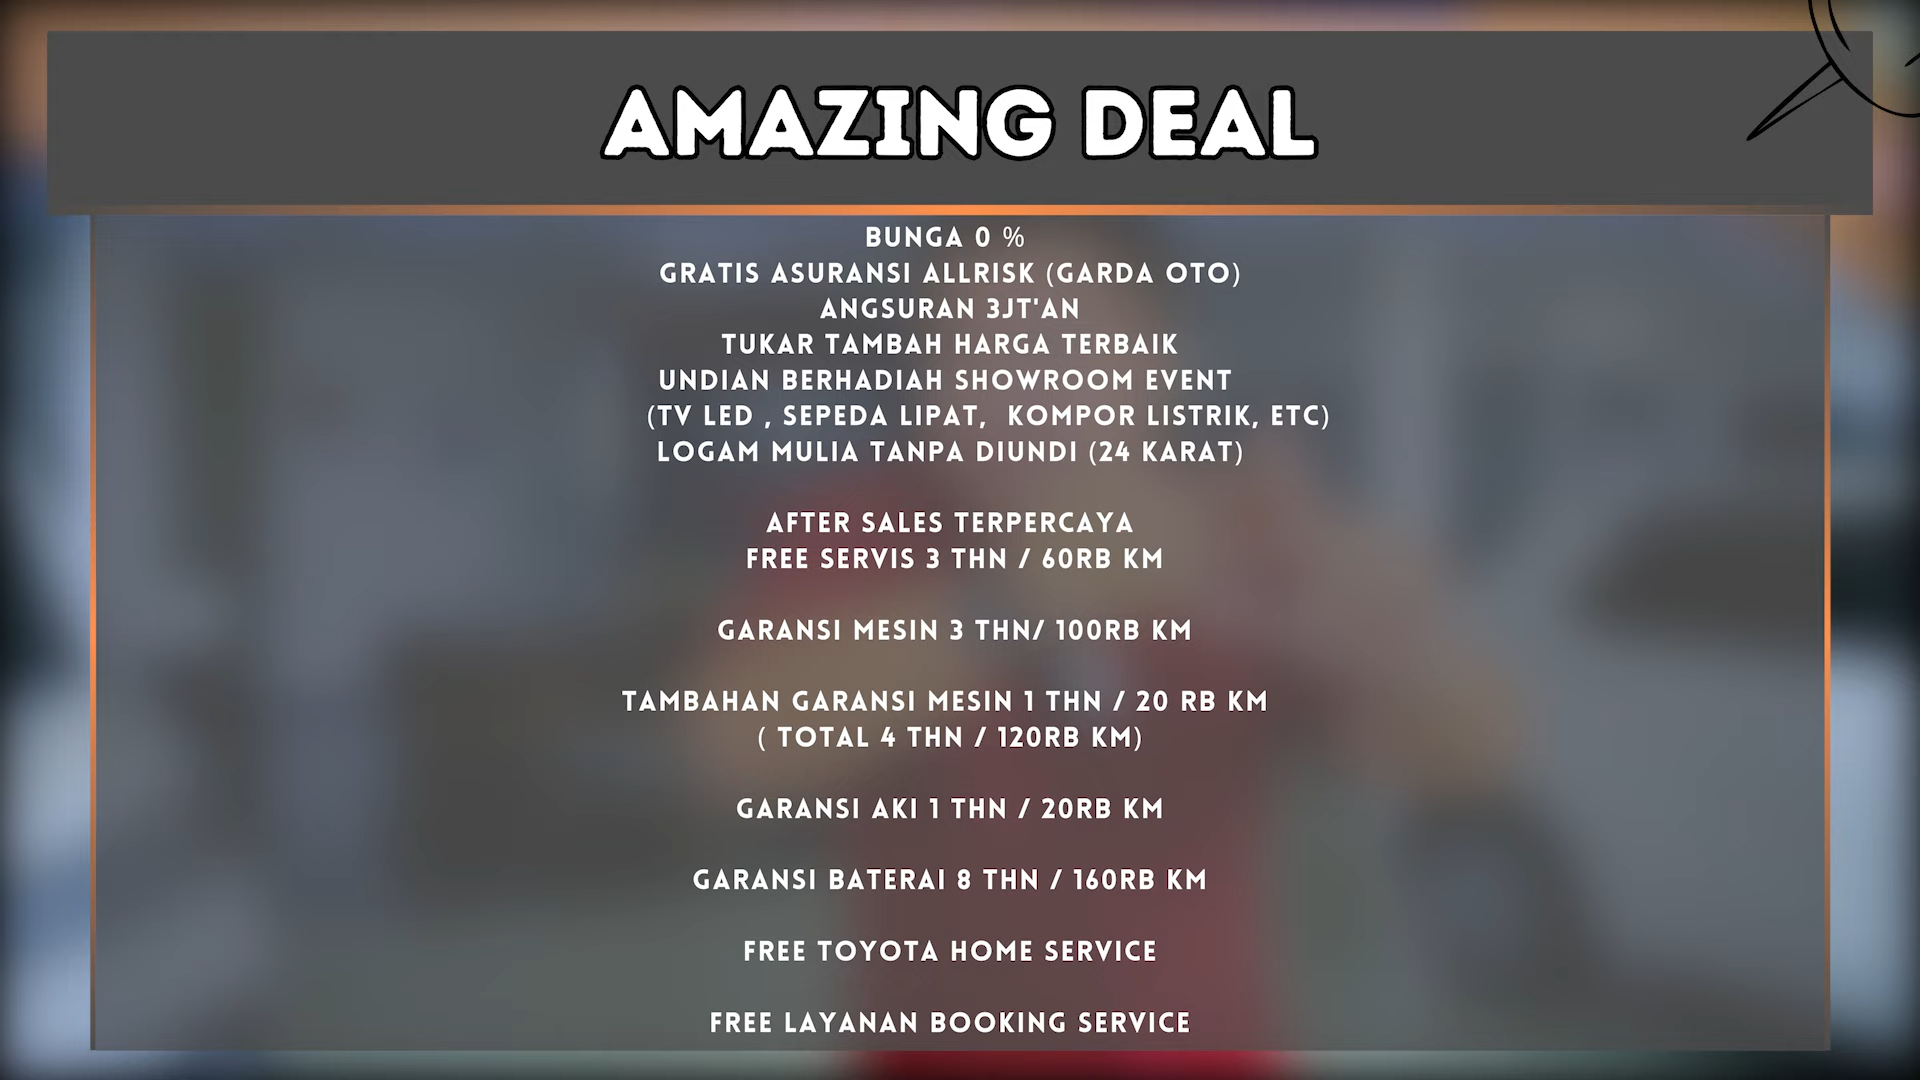 AMAZING DEAL
BUNGA 0 %
GRATIS ASURANSI ALLRISK (GARDA OTO)
ANGSURAN 3JT'AN
TUKAR TAMBAH HARGA TERBAIK
UNDIAN BERHADIAH SHOWROOM EVENT
(TV LED , SEPEDA LIPAT, KOMPOR LISTRIK, ETC)
LOGAM MULIA TANPA DIUNDI (24 KARAT)
AFTER SALES TERPERCAYA
FREE SERVIS 3 THN / 60RB KM
GARANSI MESIN 3 THN/ 100RB KM
TAMBAHAN GARANSI MESIN 1 THN / 20 RB KM
( TOTAL 4 THN / 120RB KM)
GARANSI AKI 1 THN / 20RB KM
GARANSI BATERAI 8 THN / 160RB KM
FREE TOYOTA HOME SERVICE
FREE LAYANAN BOOKING SERVICE